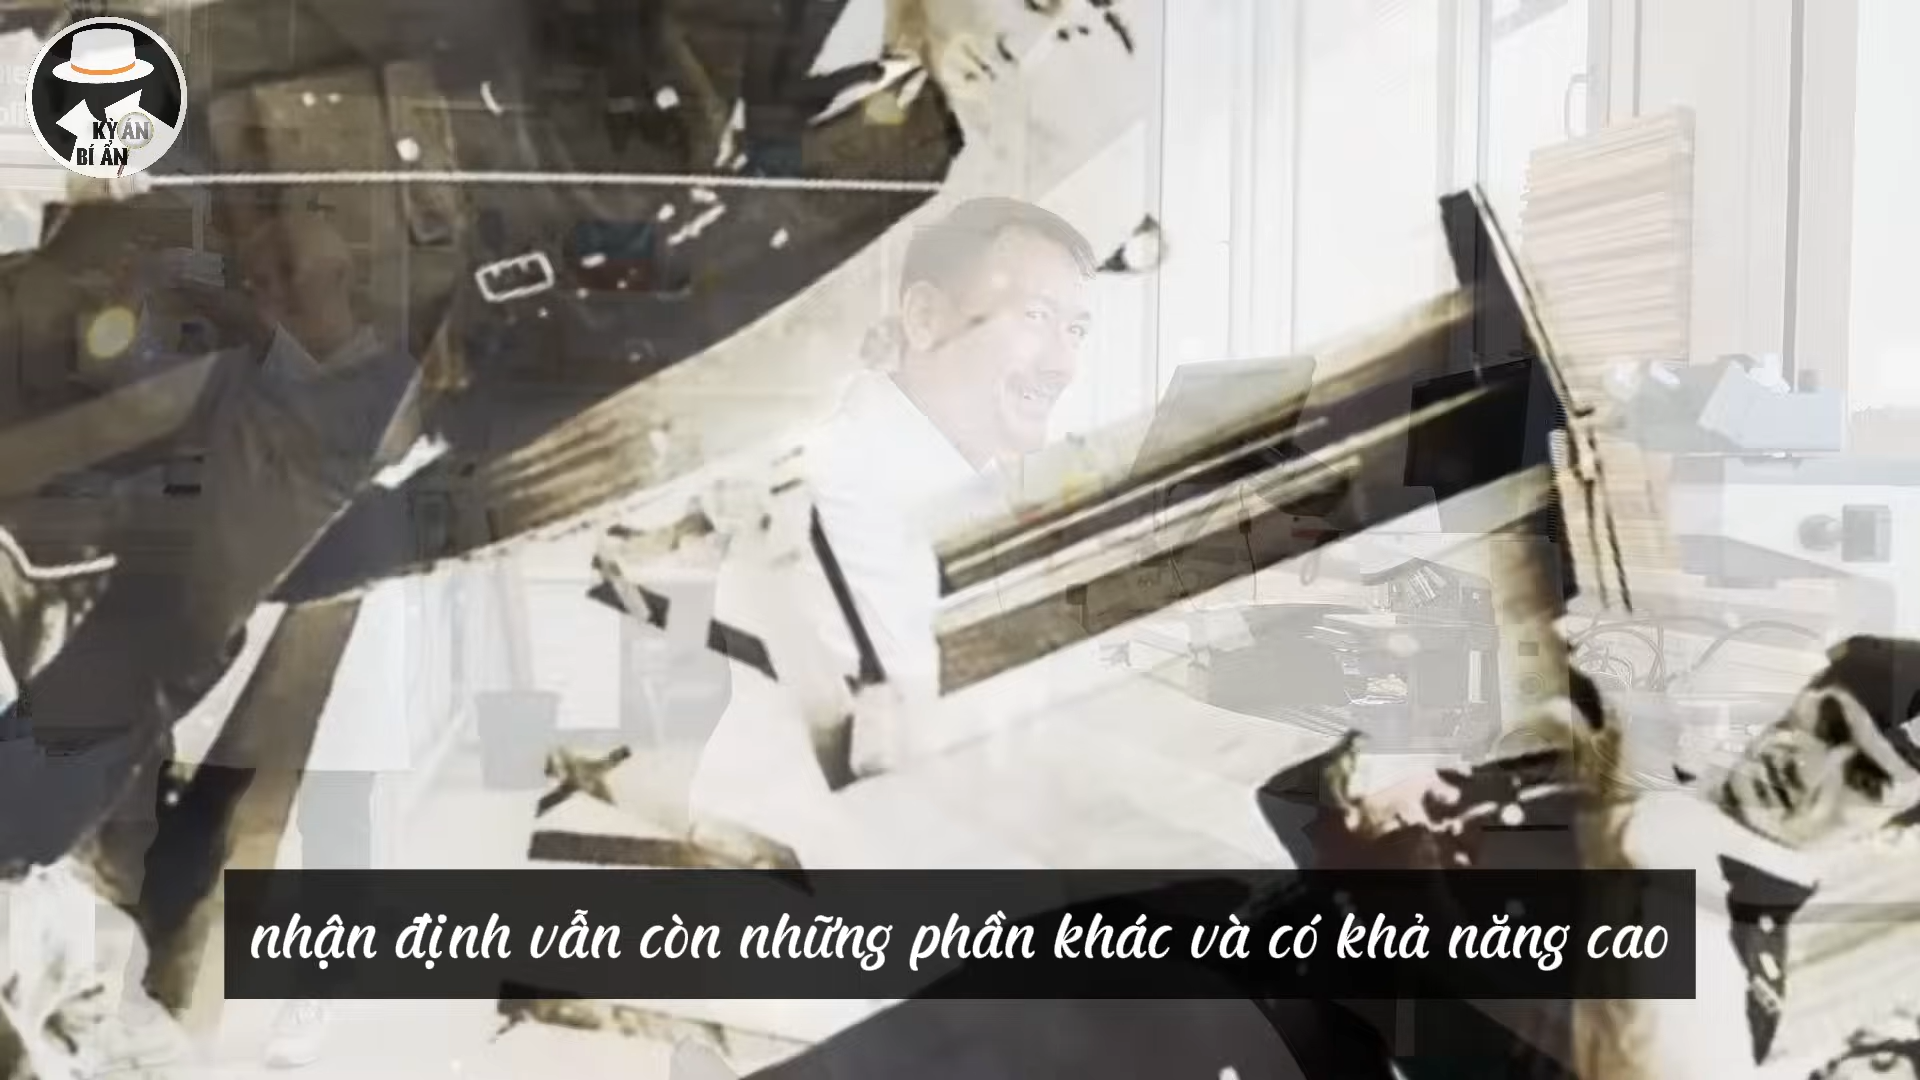 KỲ ÁN
BÍ ẨN
nhận định vẫn còn những phần khác và có khả năng cao